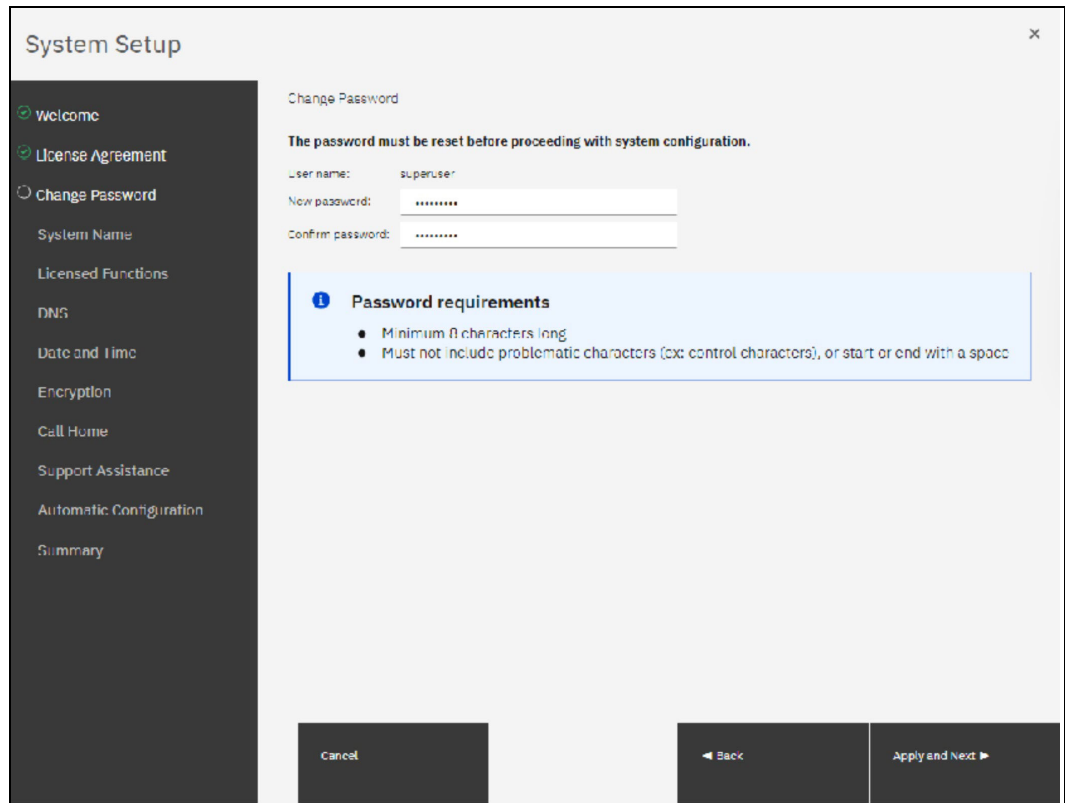 System Setup
×
Welcome
License Agreement
Change Password
System Name
Licensed Functions
DNS
Date and Time
Encryption
Call Home
Support Assistance
Automatic Configuration
Summary
Change Password
The password must be reset before proceeding with system configuration.
User name: superuser
New password: •••••••••
Confirm password: •••••••••
Password requirements
● Minimum 8 characters long
● Must not include problematic characters (ex: control characters), or start or end with a space
Cancel
◄ Back
Apply and Next ►